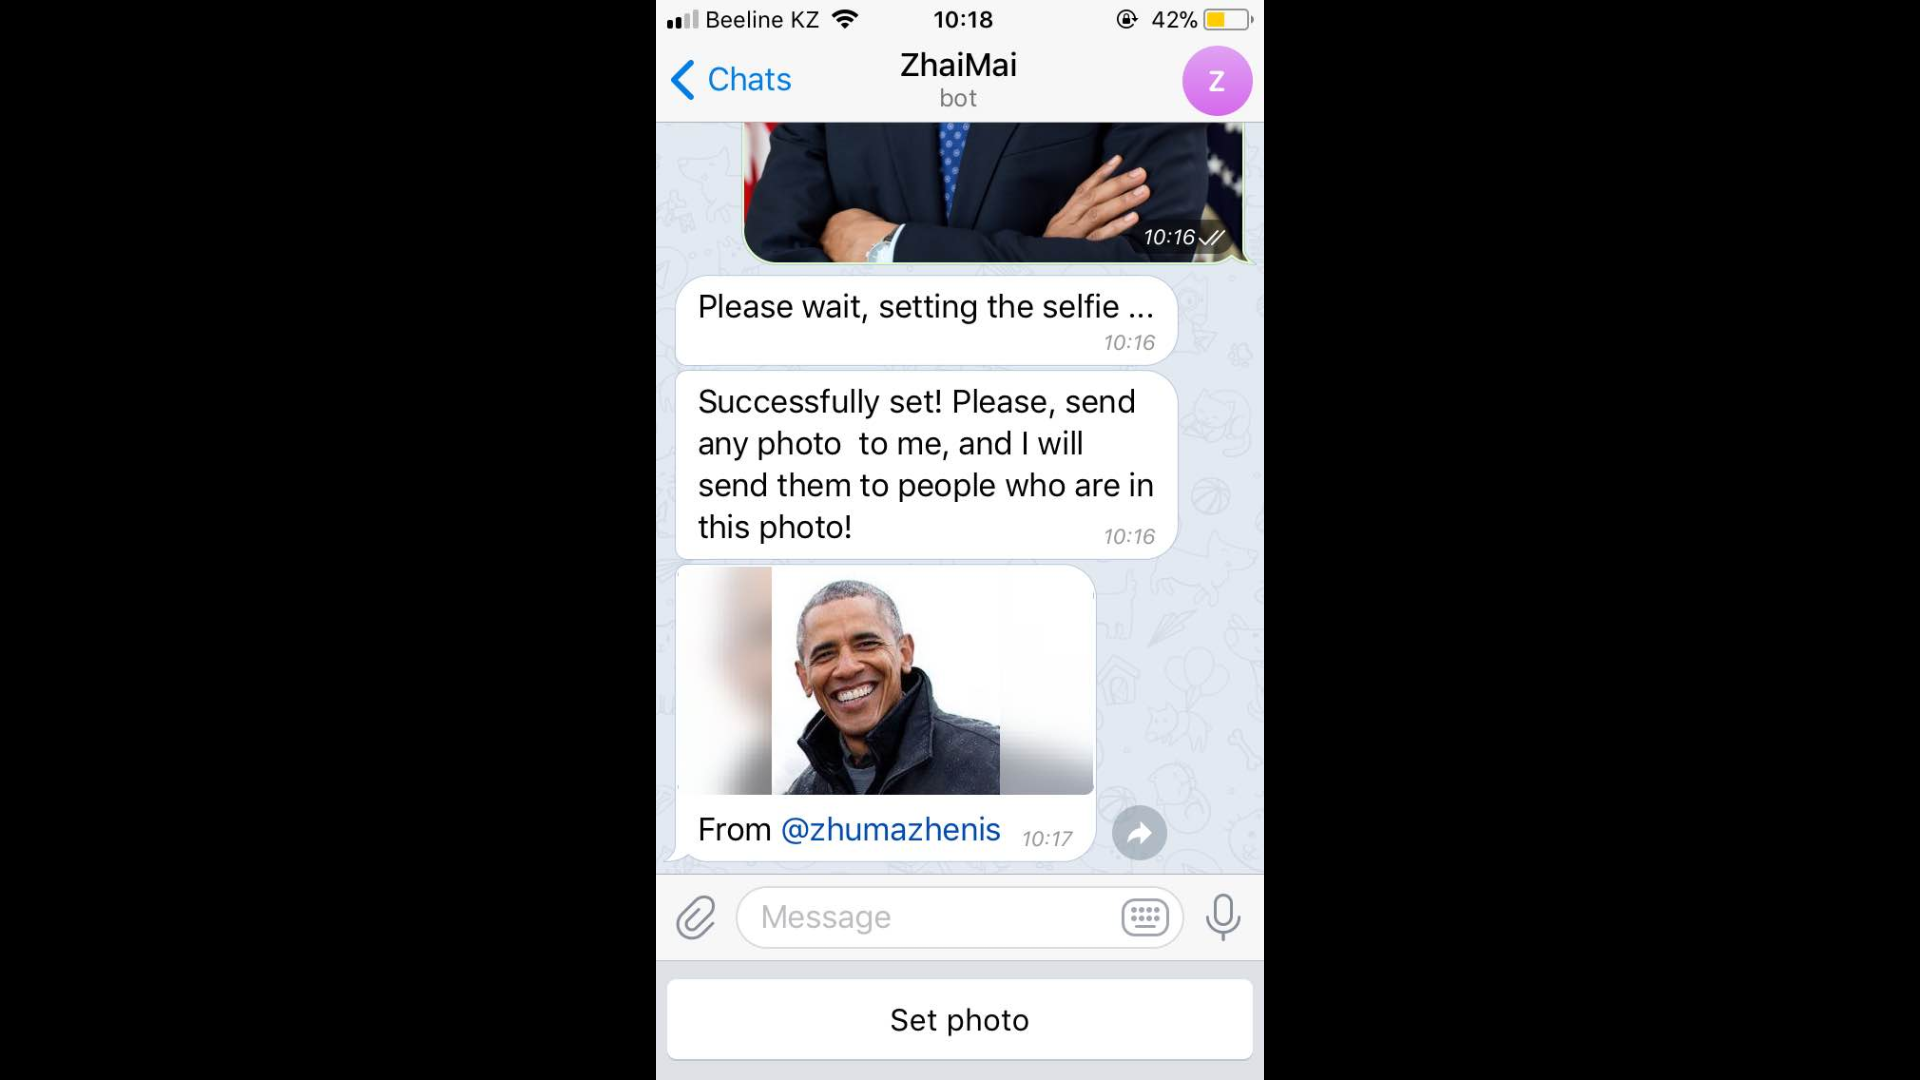 Beeline KZ 10:18 42%
Chats ZhaiMai Z
bot
10:16
Please wait, setting the selfie ...
10:16
Successfully set! Please, send
any photo  to me, and I will
send them to people who are in
this photo! 10:16
From @zhumazhenis 10:17
Message
Set photo